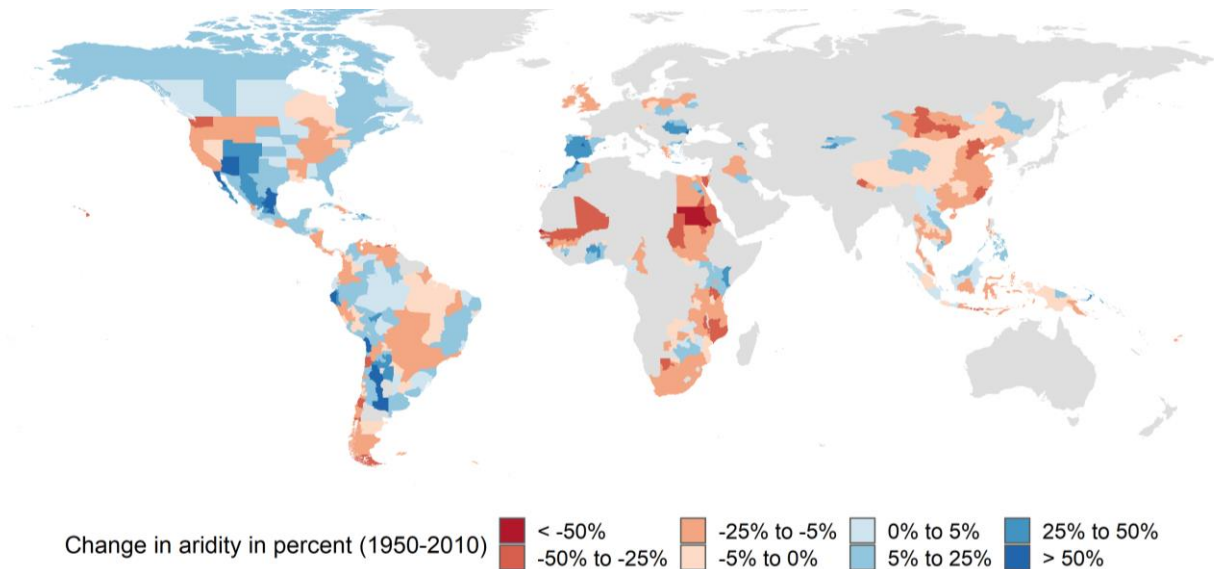 Change in aridity in percent (1950-2010)
< -50%
-50% to -25%
-25% to -5%
-5% to 0%
0% to 5%
5% to 25%
25% to 50%
> 50%